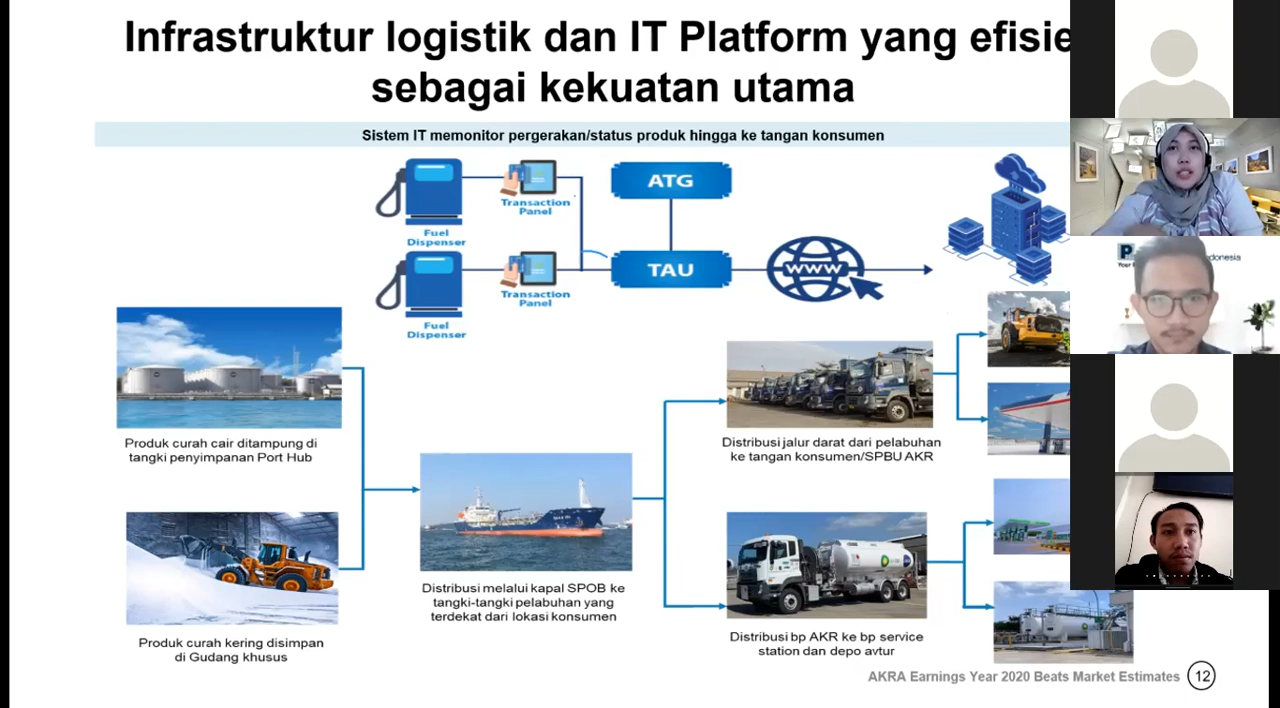 Infrastruktur logistik dan IT Platform yang efisie
sebagai kekuatan utama
Sistem IT memonitor pergerakan/status produk hingga ke tangan konsumen
Transaction
Panel
ATG
Fuel
Dispenser
TAU
WWW
Transaction
Panel
Fuel
Dispenser
Produk curah cair ditampung di
tangki penyimpanan Port Hub
Distribusi jalur darat dari pelabuhan
ke tangan konsumen/SPBU AKR
Distribusi melalui kapal SPOB ke
tangki-tangki pelabuhan yang
terdekat dari lokasi konsumen
Produk curah kering disimpan
di Gudang khusus
Distribusi bp AKR ke bp service
station dan depo avtur
AKRA Earnings Year 2020 Beats Market Estimates 12